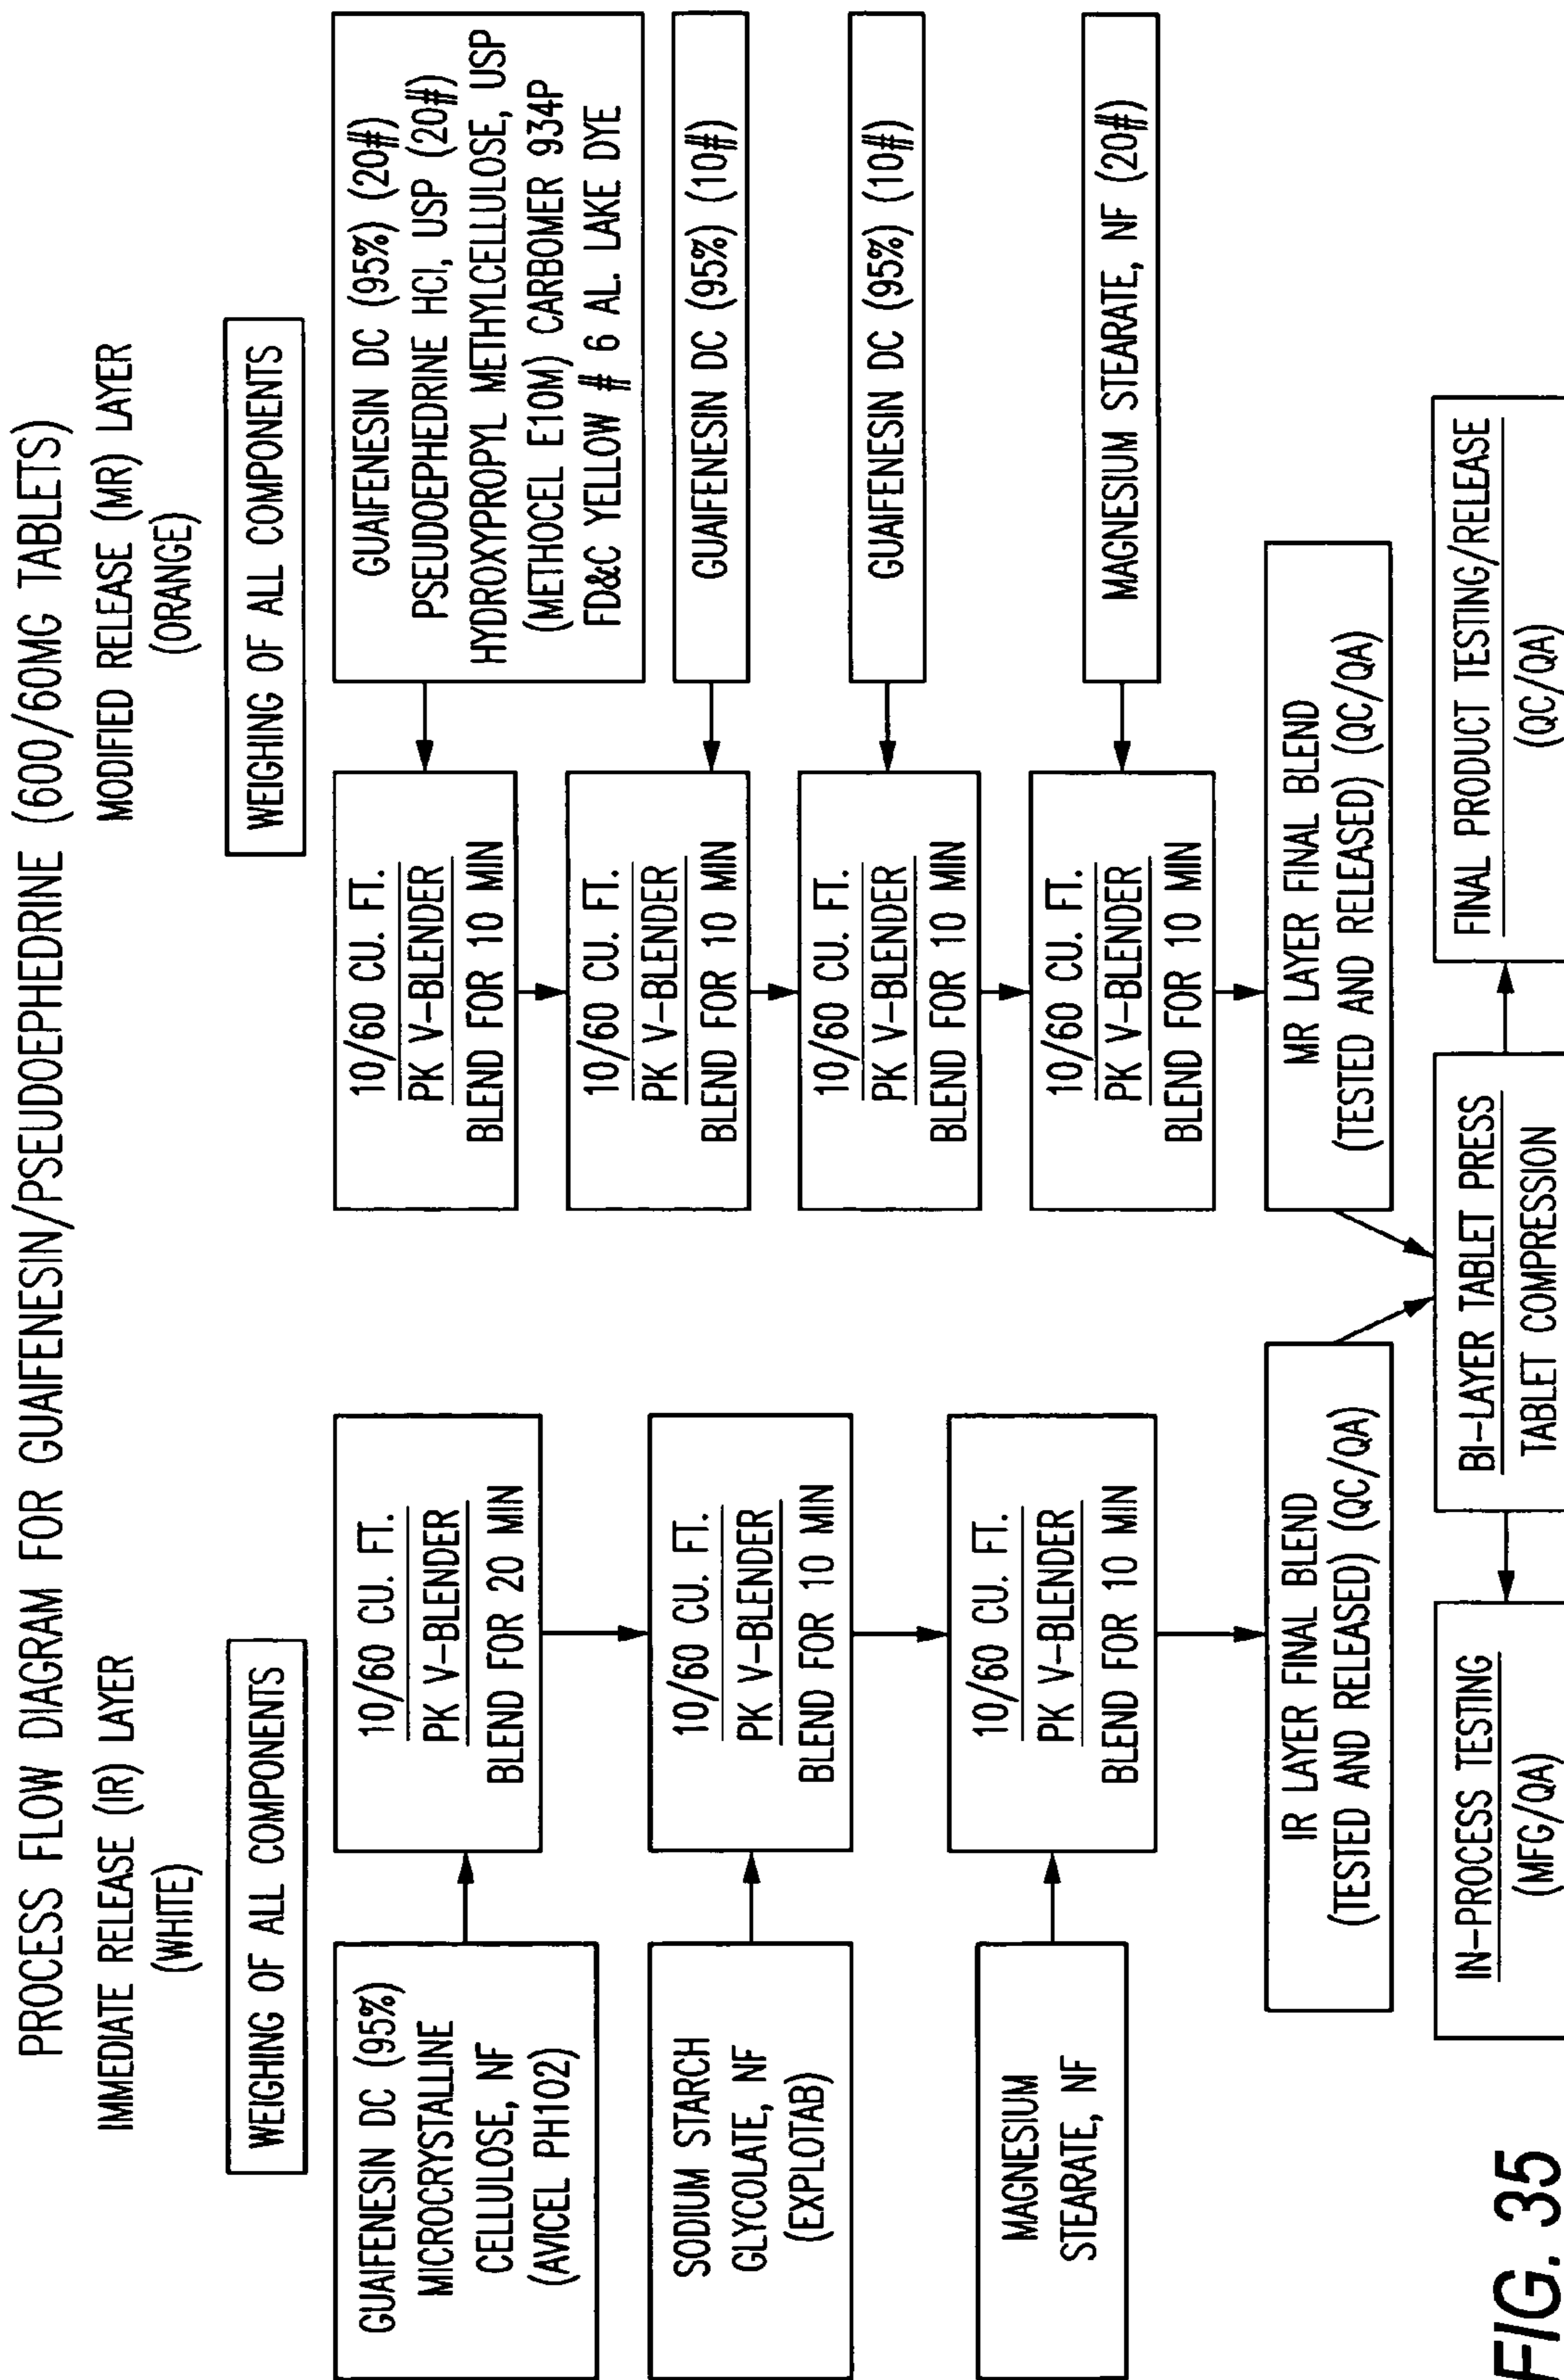 PROCESS FLOW DIAGRAM FOR GUAIFENESIN/PSEUDOEPHEDRINE (600/60MG TABLETS)
IMMEDIATE RELEASE (IR) LAYER
(WHITE)
WEIGHING OF ALL COMPONENTS
GUAIFENESIN DC (95%)
MICROCRYSTALLINE
CELLULOSE, NF
(AVICEL PH102)
10/60 CU. FT.
PK V-BLENDER
BLEND FOR 20 MIN
SODIUM STARCH
GLYCOLATE, NF
(EXPLOTAB)
10/60 CU. FT.
PK V-BLENDER
BLEND FOR 10 MIN
MAGNESIUM
STEARATE, NF
10/60 CU. FT.
PK V-BLENDER
BLEND FOR 10 MIN
IR LAYER FINAL BLEND
(TESTED AND RELEASED) (QC/QA)
MODIFIED RELEASE (MR) LAYER
(ORANGE)
WEIGHING OF ALL COMPONENTS
10/60 CU. FT.
PK V-BLENDER
BLEND FOR 10 MIN
GUAIFENESIN DC (95%) (20#)
PSEUDOEPHEDRINE HCl, USP (20#)
HYDROXYPROPYL METHYLCELLULOSE, USP
(METHOCEL E10M) CARBOMER 934P
FD&C YELLOW # 6 AL. LAKE DYE
10/60 CU. FT.
PK V-BLENDER
BLEND FOR 10 MIN
GUAIFENESIN DC (95%) (10#)
10/60 CU. FT.
PK V-BLENDER
BLEND FOR 10 MIN
GUAIFENESIN DC (95%) (10#)
10/60 CU. FT.
PK V-BLENDER
BLEND FOR 10 MIN
MAGNESIUM STEARATE, NF (20#)
MR LAYER FINAL BLEND
(TESTED AND RELEASED) (QC/QA)
IN-PROCESS TESTING
(MFG/QA)
BI-LAYER TABLET PRESS
TABLET COMPRESSION
FINAL PRODUCT TESTING/RELEASE
(QC/QA)
FIG. 35